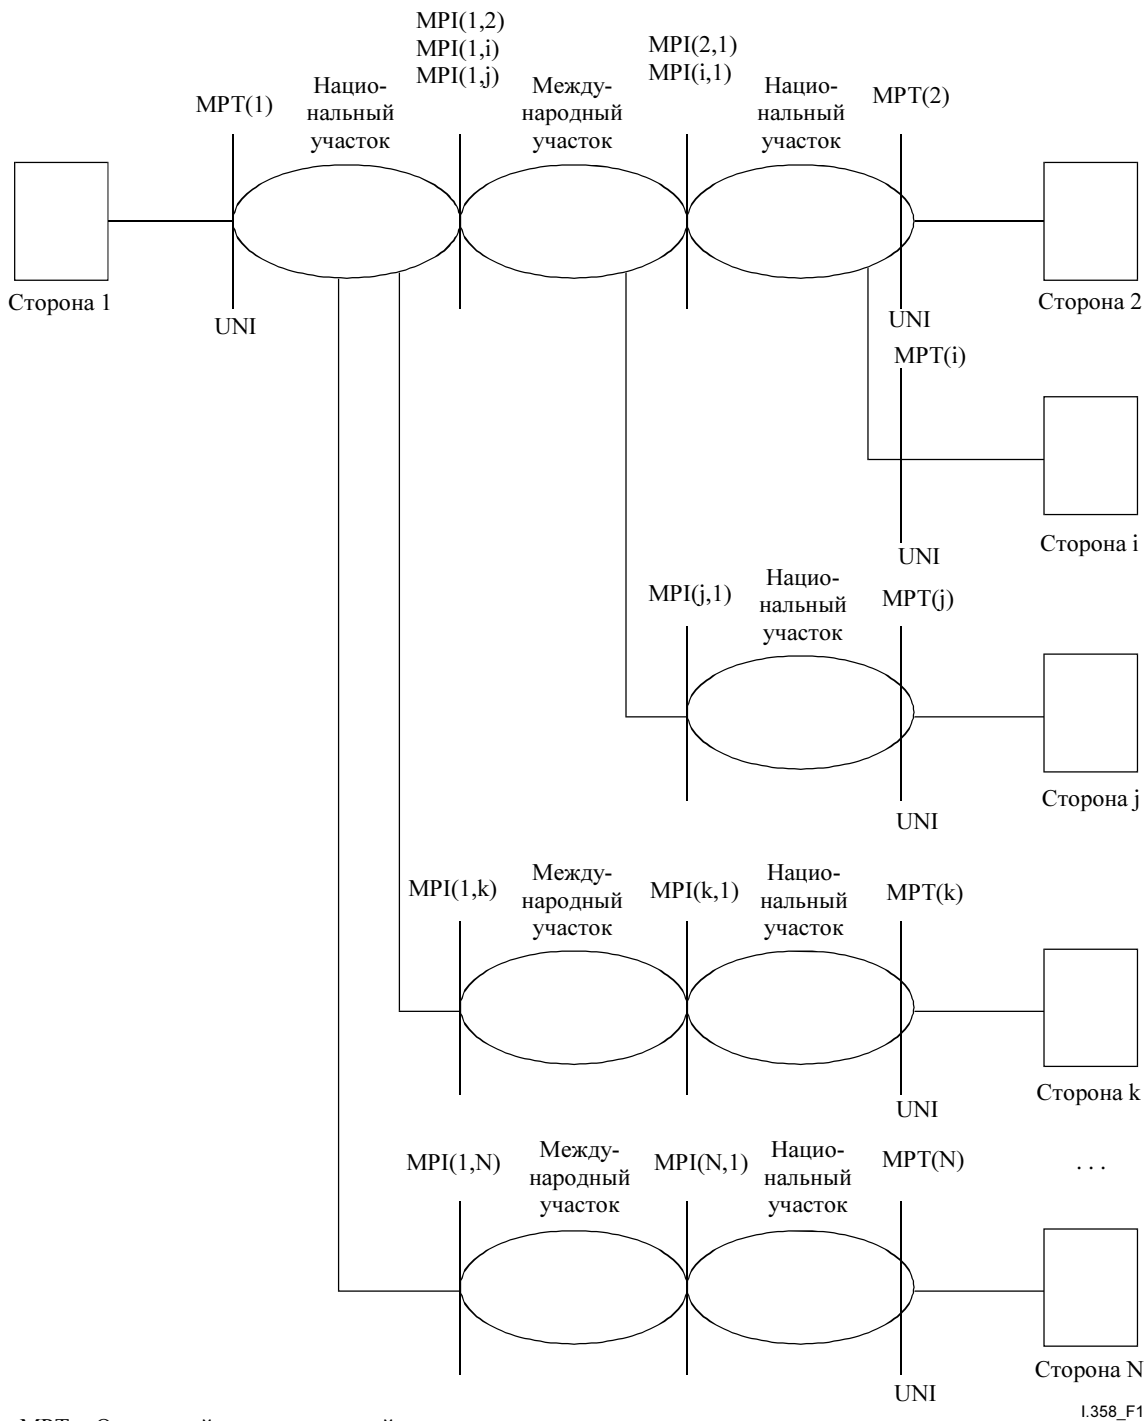 MPI(1,2)
MPI(1,i)
MPI(1,j)
MPI(2,1)
MPI(i,1)
MPT(1)
Нацио-
нальный
участок
Между-
народный
участок
Нацио-
нальный
участок
MPT(2)
Сторона 1
UNI
UNI
Сторона 2
MPT(i)
Сторона i
UNI
MPI(j,1)
Нацио-
нальный
участок
MPT(j)
Сторона j
UNI
MPI(1,k)
Между-
народный
участок
MPI(k,1)
Нацио-
нальный
участок
MPT(k)
Сторона k
UNI
MPI(1,N)
Между-
народный
участок
MPI(N,1)
Нацио-
нальный
участок
MPT(N)
. . .
Сторона N
UNI
I.358_F1